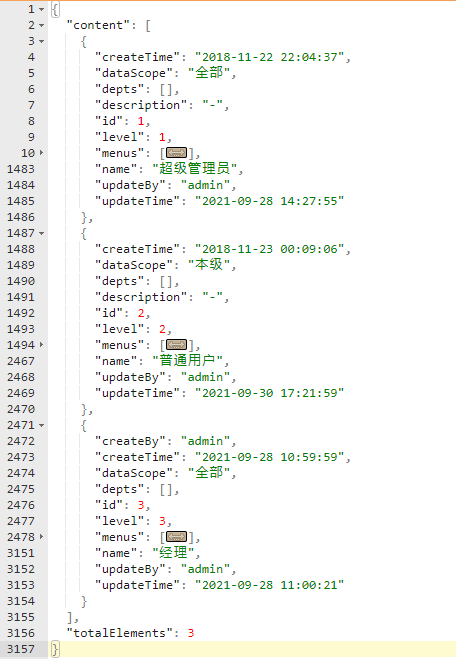 1 {
2 "content": [
3 {
4 "createTime": "2018-11-22 22:04:37",
5 "dataScope": "全部",
6 "depts": [],
7 "description": "-",
8 "id": 1,
9 "level": 1,
10 "menus": [],
1483 "name": "超级管理员",
1484 "updateBy": "admin",
1485 "updateTime": "2021-09-28 14:27:55"
1486 },
1487 {
1488 "createTime": "2018-11-23 00:09:06",
1489 "dataScope": "本级",
1490 "depts": [],
1491 "description": "-",
1492 "id": 2,
1493 "level": 2,
1494 "menus": [],
2467 "name": "普通用户",
2468 "updateBy": "admin",
2469 "updateTime": "2021-09-30 17:21:59"
2470 },
2471 {
2472 "createBy": "admin",
2473 "createTime": "2021-09-28 10:59:59",
2474 "dataScope": "全部",
2475 "depts": [],
2476 "id": 3,
2477 "level": 3,
2478 "menus": [],
3151 "name": "经理",
3152 "updateBy": "admin",
3153 "updateTime": "2021-09-28 11:00:21"
3154 }
3155 ],
3156 "totalElements": 3
3157 }